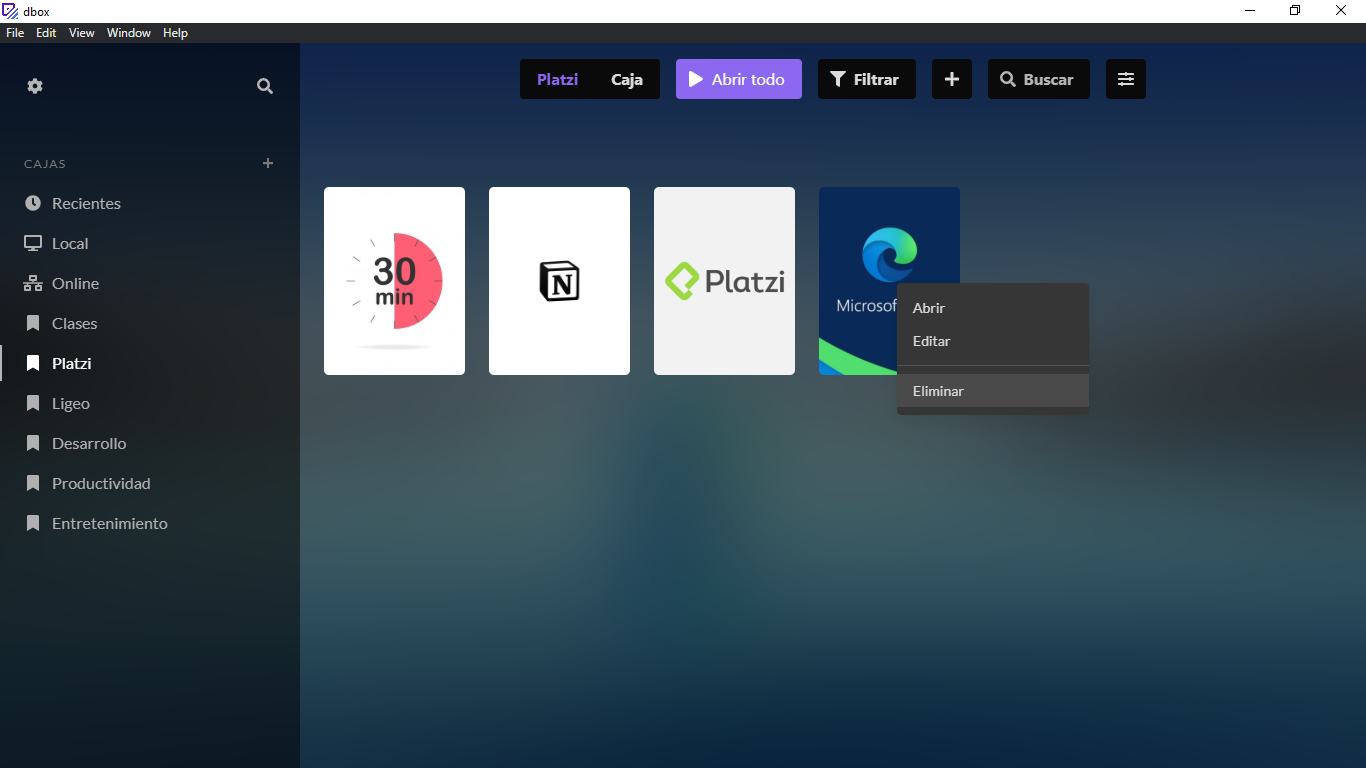 dbox
File Edit View Window Help
Platzi Caja Abrir todo Filtrar Buscar
CAJAS
Recientes
Local
Online
Clases
Platzi
Ligeo
Desarrollo
Productividad
Entretenimiento
30
min
N
Platzi
Microsof
Abrir
Editar
Eliminar